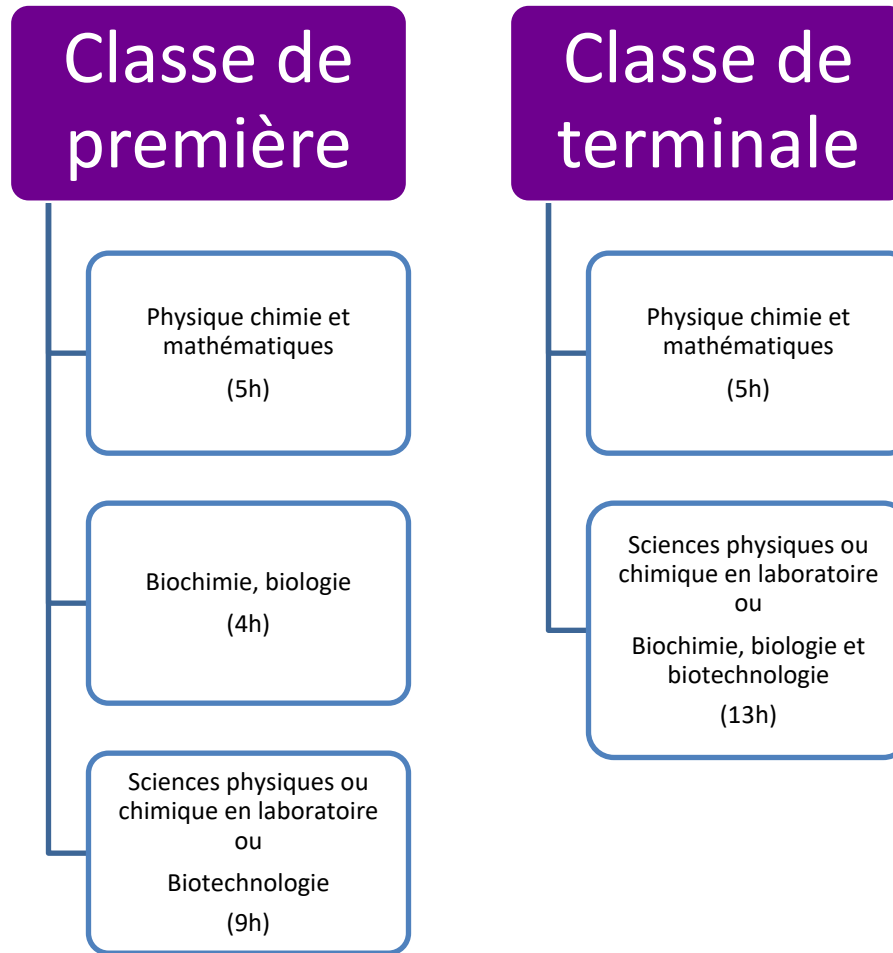 Classe de
première
Physique chimie et
mathématiques
(5h)
Biochimie, biologie
(4h)
Sciences physiques ou
chimique en laboratoire
ou
Biotechnologie
(9h)
Classe de
terminale
Physique chimie et
mathématiques
(5h)
Sciences physiques ou
chimique en laboratoire
ou
Biochimie, biologie et
biotechnologie
(13h)